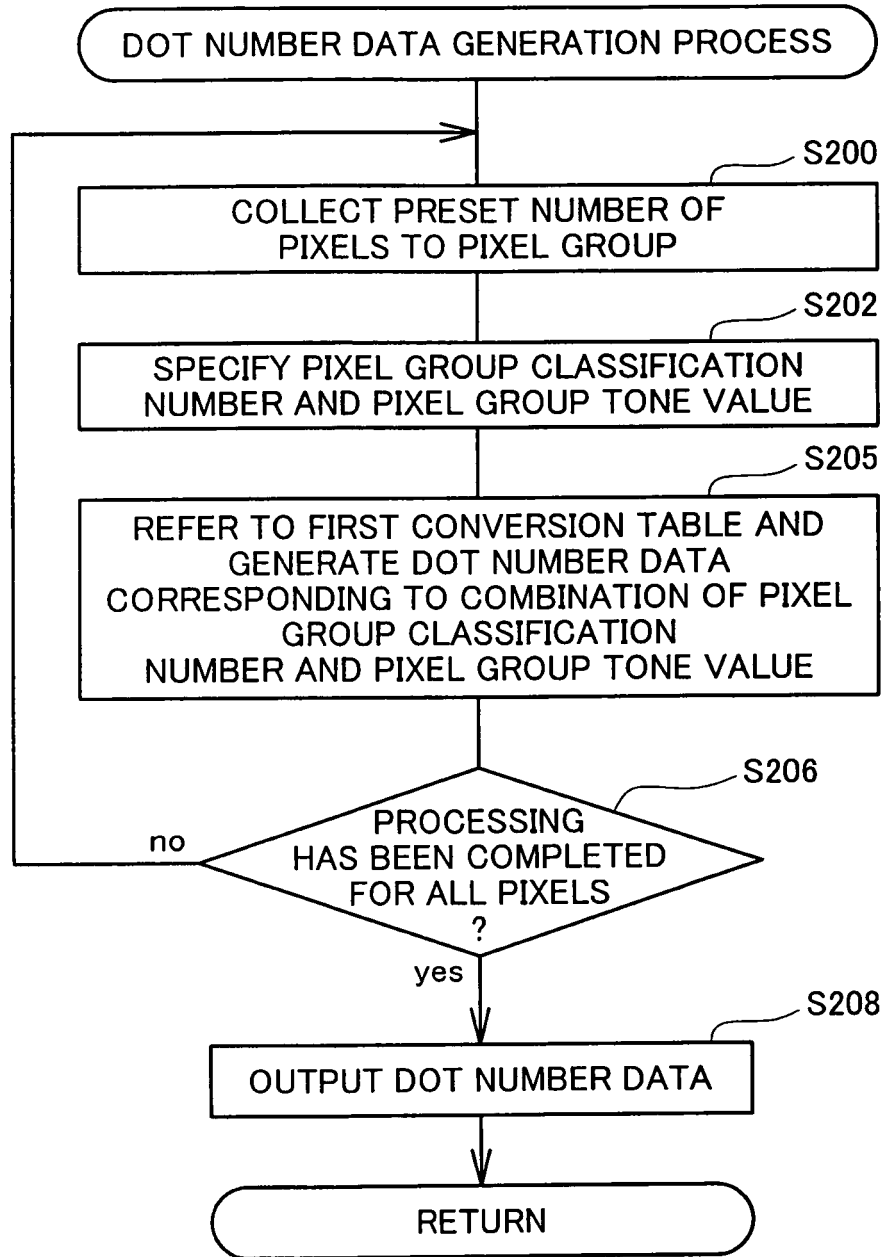 DOT NUMBER DATA GENERATION PROCESS
S200
COLLECT PRESET NUMBER OF
PIXELS TO PIXEL GROUP
S202
SPECIFY PIXEL GROUP CLASSIFICATION
NUMBER AND PIXEL GROUP TONE VALUE
S205
REFER TO FIRST CONVERSION TABLE AND
GENERATE DOT NUMBER DATA
CORRESPONDING TO COMBINATION OF PIXEL
GROUP CLASSIFICATION
NUMBER AND PIXEL GROUP TONE VALUE
S206
PROCESSING
HAS BEEN COMPLETED
FOR ALL PIXELS
?
no
yes
S208
OUTPUT DOT NUMBER DATA
RETURN